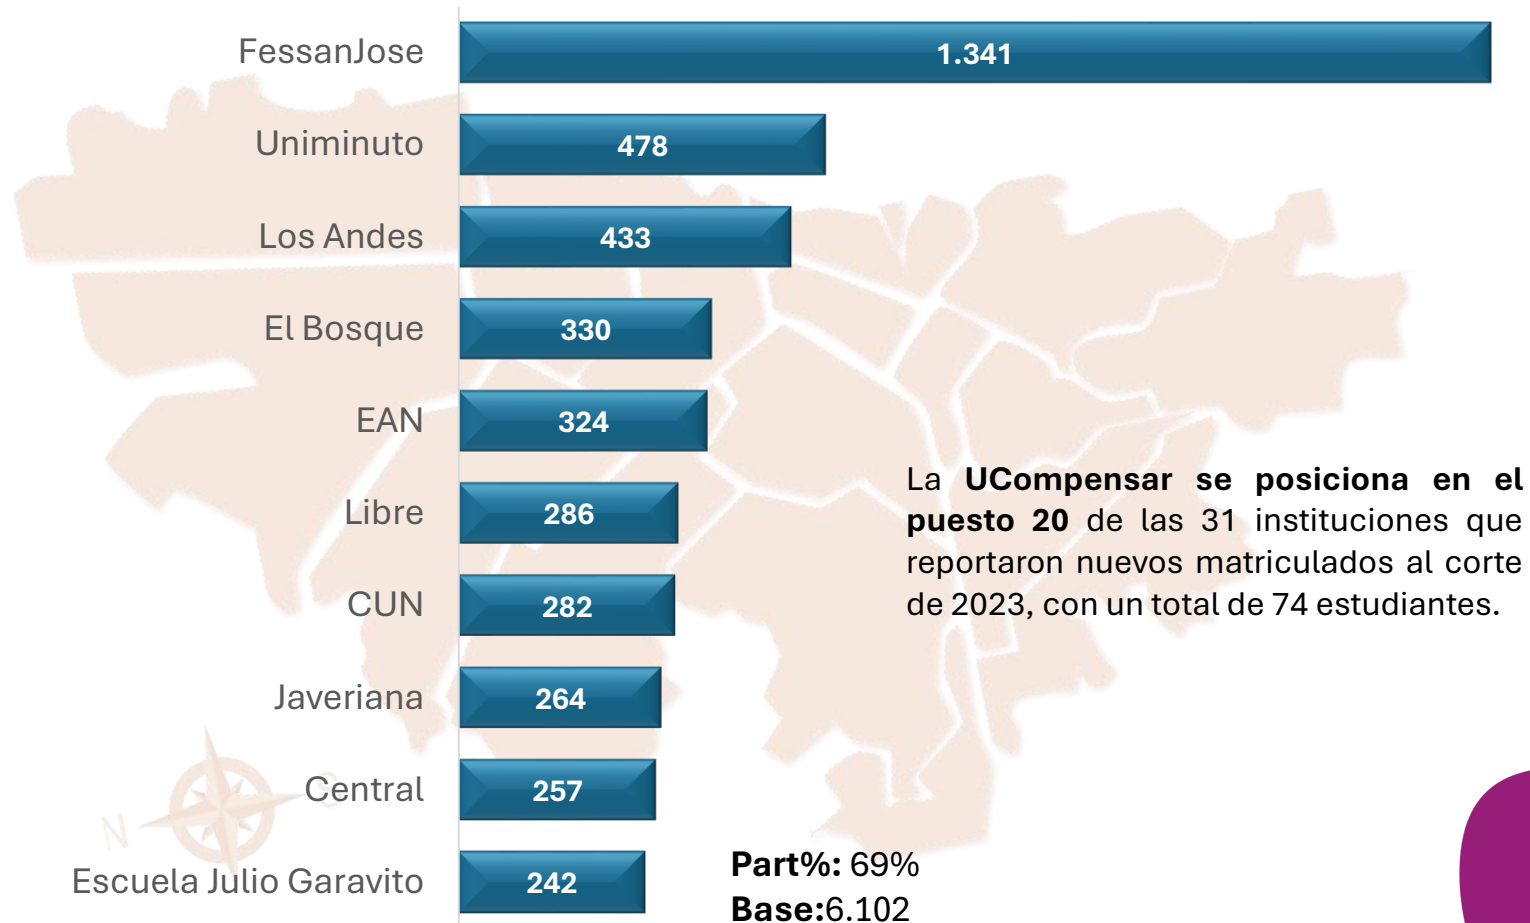 FessanJose 1.341
Uniminuto 478
Los Andes 433
El Bosque 330
EAN 324
Libre 286
CUN 282
Javeriana 264
Central 257
Escuela Julio Garavito 242
La UCompensar se posiciona en el
puesto 20 de las 31 instituciones que
reportaron nuevos matriculados al corte
de 2023, con un total de 74 estudiantes.
Part%: 69%
Base:6.102
N